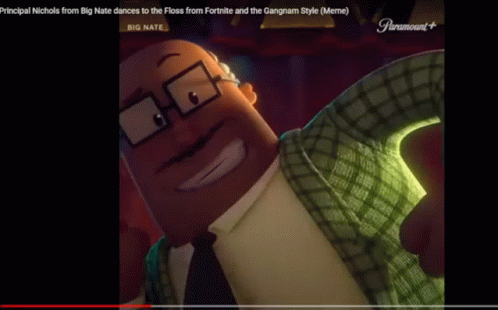 Principal Nichols from Big Nate dances to the Floss from Fortnite and the Gangnam Style (Meme)
BIG NATE
Paramount+